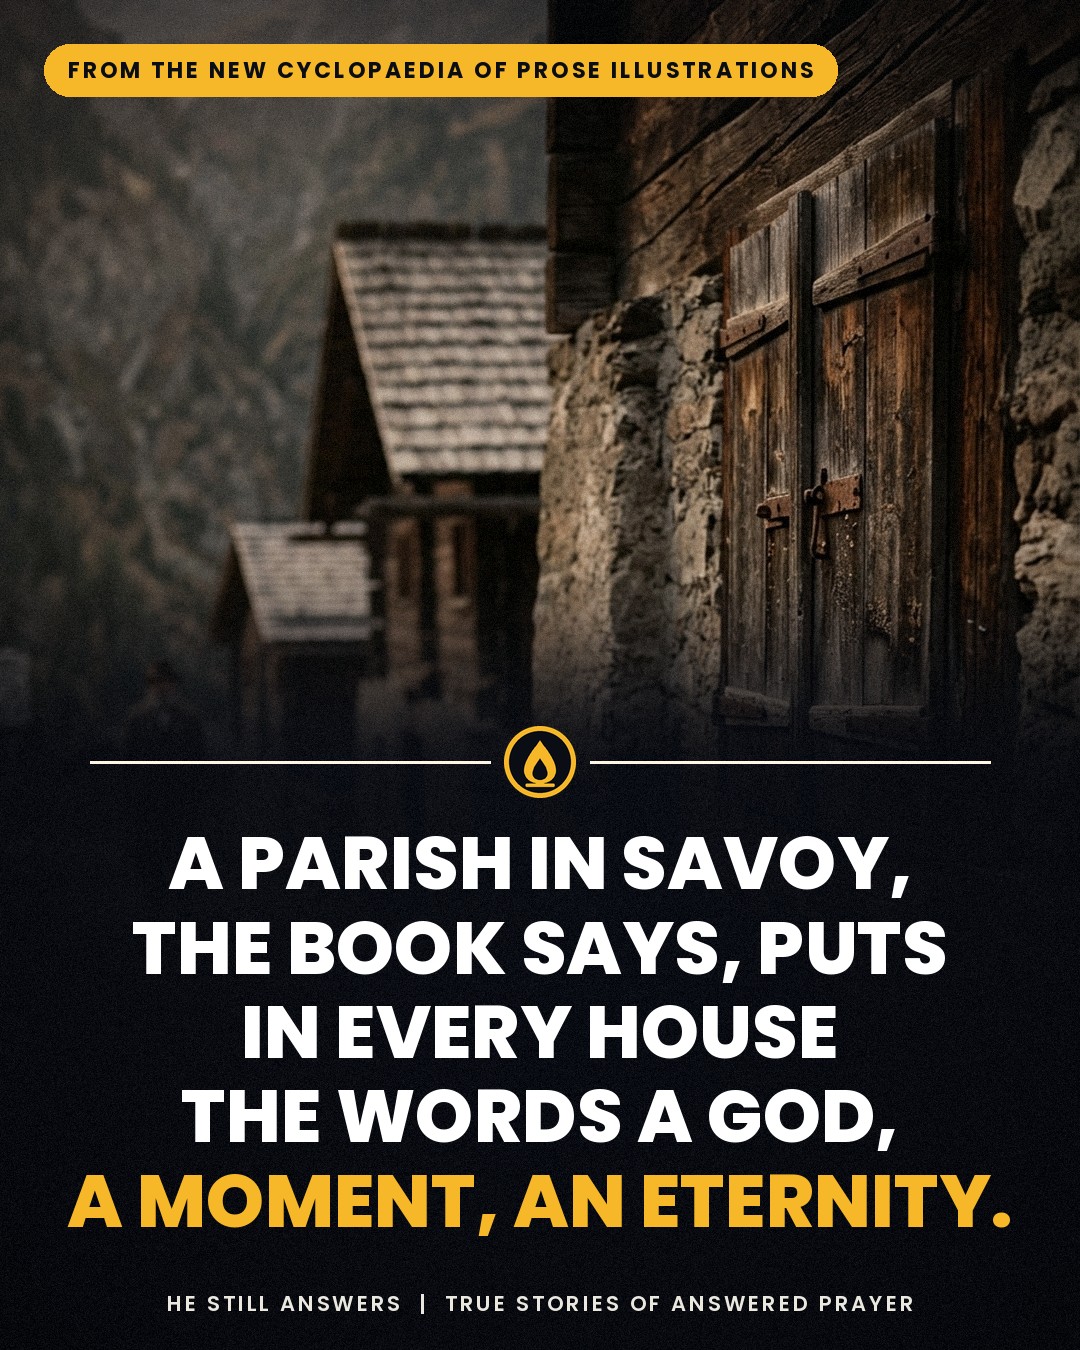 FROM THE NEW CYCLOPAEDIA OF PROSE ILLUSTRATIONS
A PARISH IN SAVOY,
THE BOOK SAYS, PUTS
IN EVERY HOUSE
THE WORDS A GOD,
A MOMENT, AN ETERNITY.
HE STILL ANSWERS | TRUE STORIES OF ANSWERED PRAYER